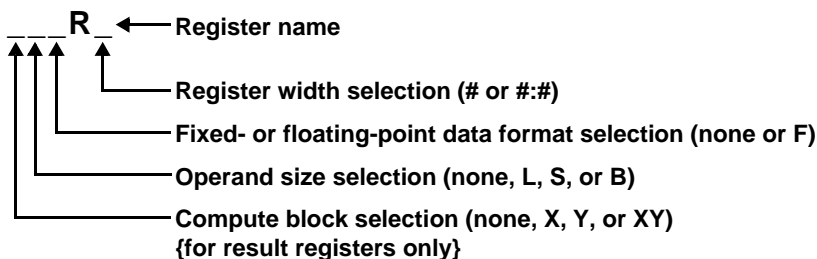 _ _ _ R _ Register name
Register width selection (# or #:#)
Fixed- or floating-point data format selection (none or F)
Operand size selection (none, L, S, or B)
Compute block selection (none, X, Y, or XY)
{for result registers only}